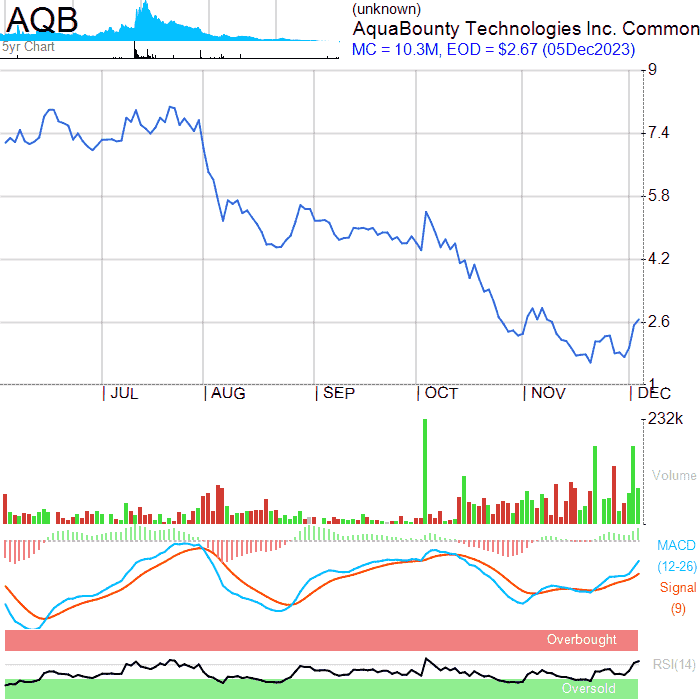 AQB
5yr Chart
(unknown)
AquaBounty Technologies Inc. Common
MC = 10.3M, EOD = $2.67 (05Dec2023)
9
7.4
5.8
4.2
2.6
1
JUL
AUG
SEP
OCT
NOV
DEC
232k
Volume
MACD
(12-26)
Signal
(9)
Overbought
RSI(14)
Oversold